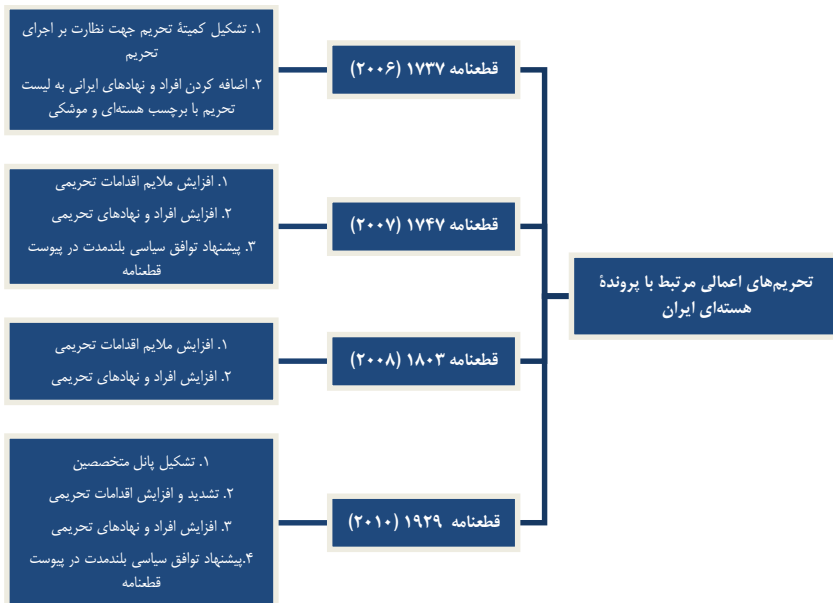 تحریم‌های اعمالی مرتبط با پروندۀ
هسته‌ای ایران
قطعنامه ۱۷۳۷ (۲۰۰۶)
۱. تشکیل کمیتۀ تحریم جهت نظارت بر اجرای
تحریم
۲. اضافه کردن افراد و نهادهای ایرانی به لیست
تحریم با برچسب هسته‌ای و موشکی
قطعنامه ۱۷۴۷ (۲۰۰۷)
۱. افزایش ملایم اقدامات تحریمی
۲. افزایش افراد و نهادهای تحریمی
۳. پیشنهاد توافق سیاسی بلندمدت در پیوست
قطعنامه
قطعنامه ۱۸۰۳ (۲۰۰۸)
۱. افزایش ملایم اقدامات تحریمی
۲. افزایش افراد و نهادهای تحریمی
قطعنامه ۱۹۲۹ (۲۰۱۰)
۱. تشکیل پانل متخصصین
۲. تشدید و افزایش اقدامات تحریمی
۳. افزایش افراد و نهادهای تحریمی
۴.پیشنهاد توافق سیاسی بلندمدت در پیوست
قطعنامه